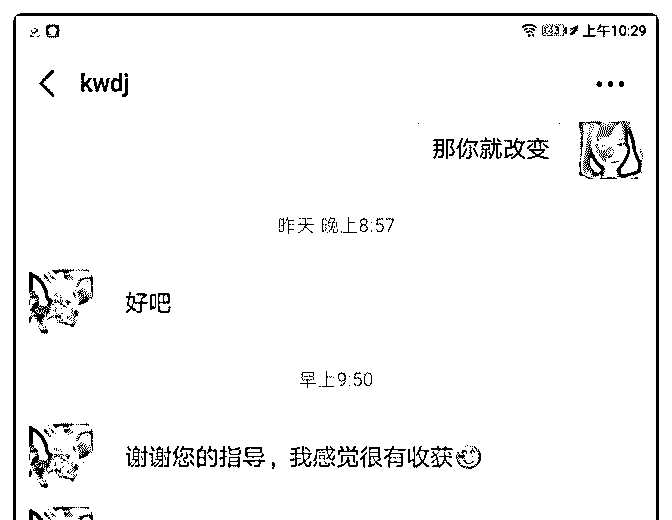 上午10:29
kwdj
那你就改变
昨天 晚上8:57
好吧
早上9:50
谢谢您的指导，我感觉很有收获